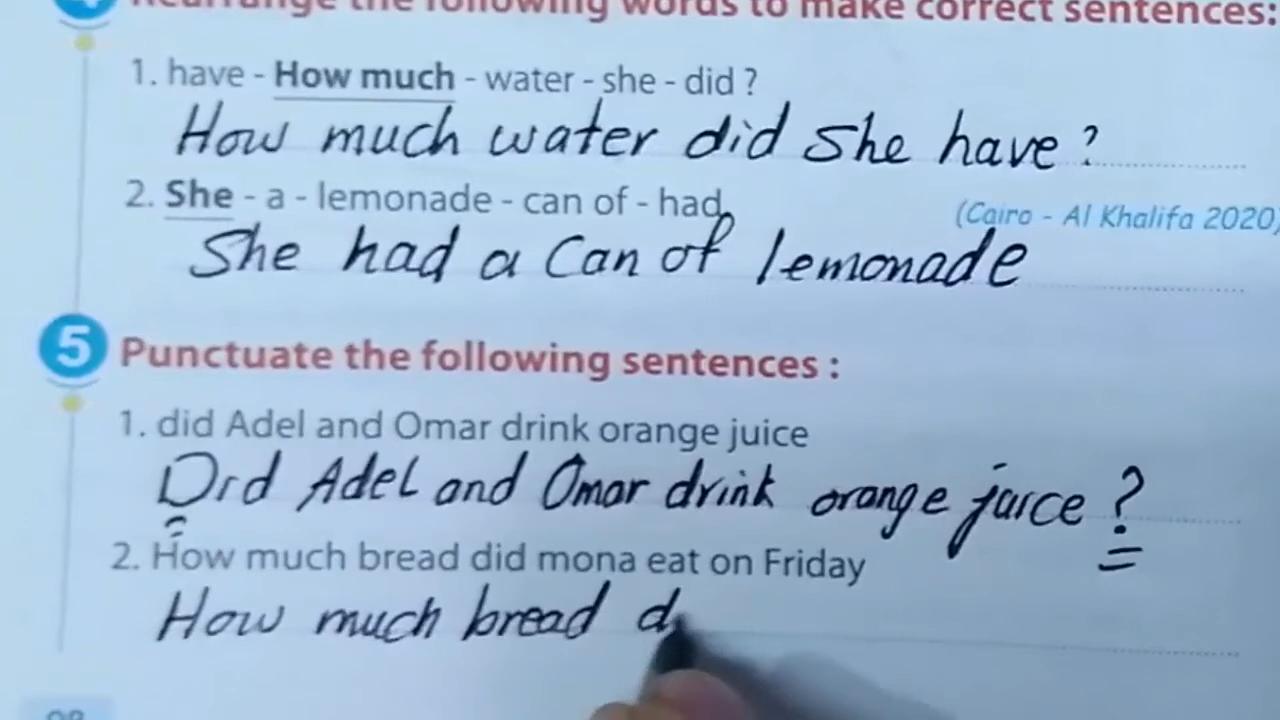 Rearrange the following words to make correct sentences:
1. have - How much - water - she - did ?
How much water did She have ?
2. She - a - lemonade - can of - had.
(Cairo - Al Khalifa 2020)
She had a Can of lemonade
5 Punctuate the following sentences :
1. did Adel and Omar drink orange juice
Did Adel and Omar drink orange juice ?
2. How much bread did mona eat on Friday
How much bread d